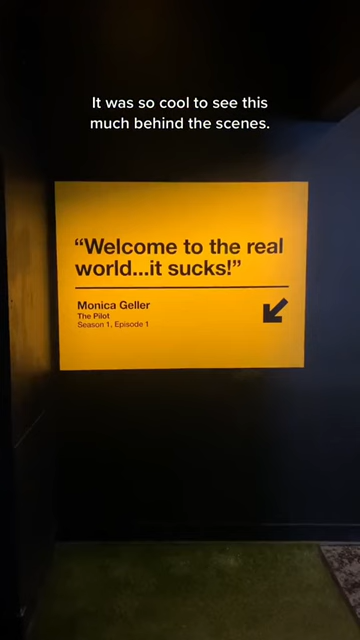 It was so cool to see this
much behind the scenes.
“Welcome to the real
world...it sucks!”
Monica Geller
The Pilot
Season 1, Episode 1